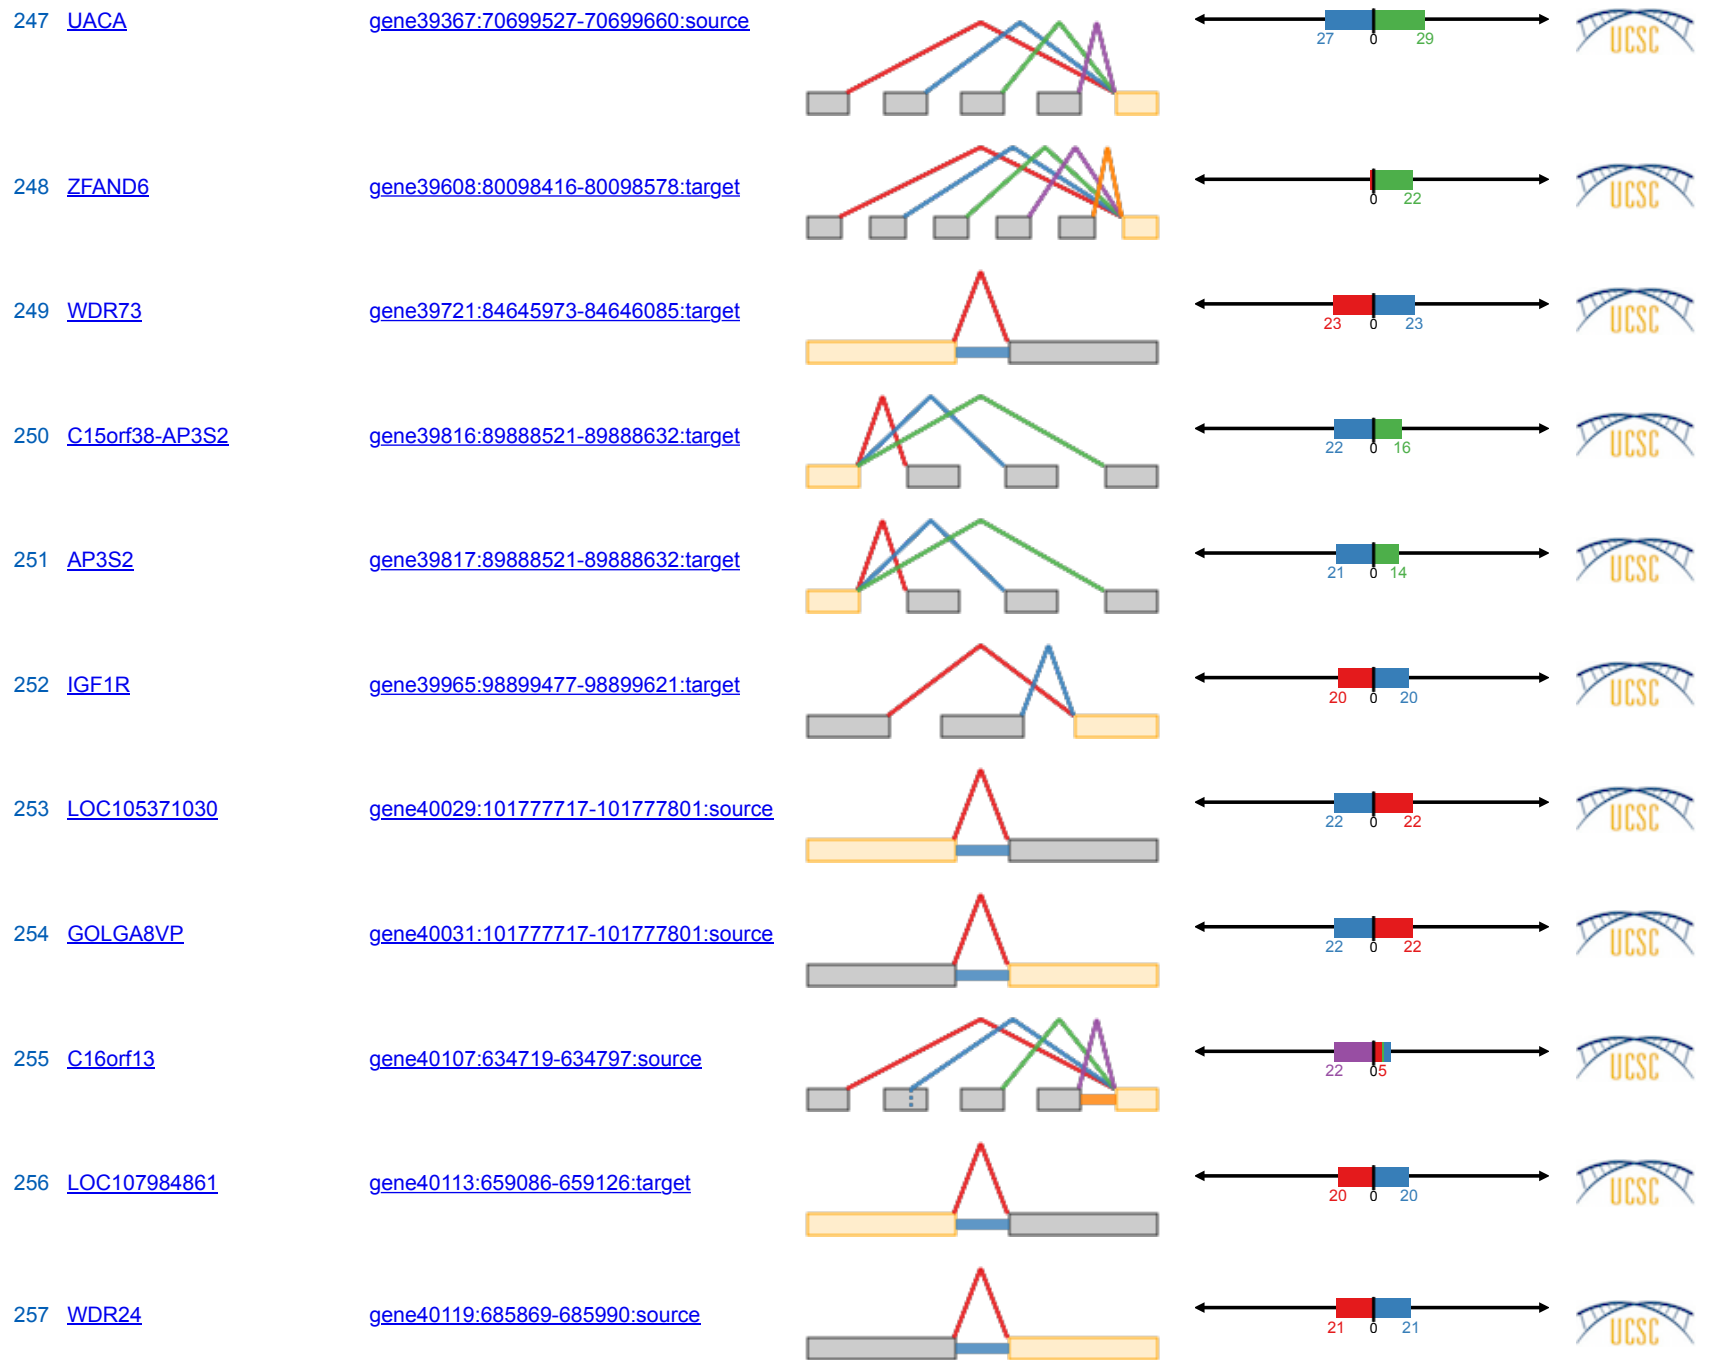 247 UACA gene39367:70699527-70699660:source 27 0 29 UCSC
248 ZFAND6 gene39608:80098416-80098578:target 0 22 UCSC
249 WDR73 gene39721:84645973-84646085:target 23 0 23 UCSC
250 C15orf38-AP3S2 gene39816:89888521-89888632:target 22 0 16 UCSC
251 AP3S2 gene39817:89888521-89888632:target 21 0 14 UCSC
252 IGF1R gene39965:98899477-98899621:target 20 0 20 UCSC
253 LOC105371030 gene40029:101777717-101777801:source 22 0 22 UCSC
254 GOLGA8VP gene40031:101777717-101777801:source 22 0 22 UCSC
255 C16orf13 gene40107:634719-634797:source 22 0 5 UCSC
256 LOC107984861 gene40113:659086-659126:target 20 0 20 UCSC
257 WDR24 gene40119:685869-685990:source 21 0 21 UCSC